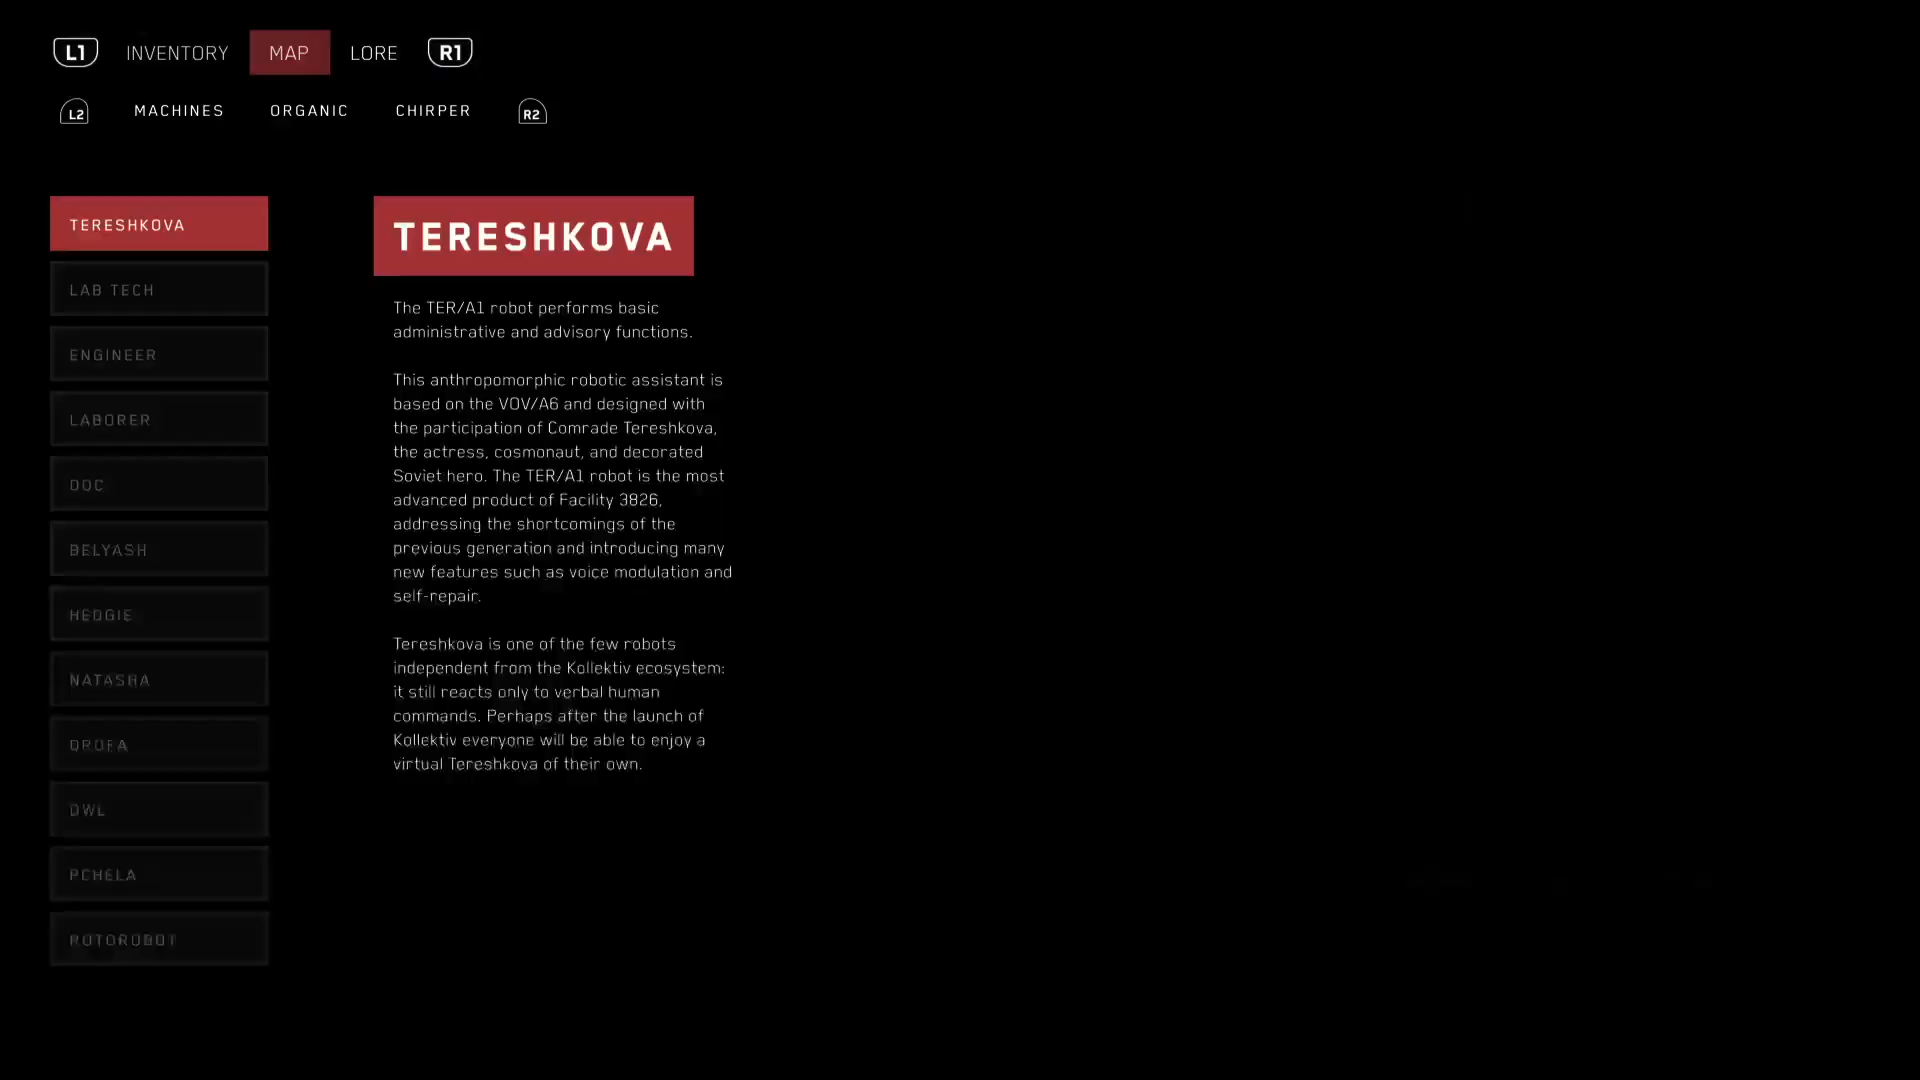 L1 INVENTORY MAP LORE R1
L2 MACHINES ORGANIC CHIRPER R2
TERESHKOVA
LAB TECH
ENGINEER
LABORER
DOC
BELYASH
HEDGIE
NATASHA
DROFA
OWL
PCHELA
ROTOROBOT
TERESHKOVA
The TER/A1 robot performs basic
administrative and advisory functions.
This anthropomorphic robotic assistant is
based on the VOV/A6 and designed with
the participation of Comrade Tereshkova,
the actress, cosmonaut, and decorated
Soviet hero. The TER/A1 robot is the most
advanced product of Facility 3826,
addressing the shortcomings of the
previous generation and introducing many
new features such as voice modulation and
self-repair.
Tereshkova is one of the few robots
independent from the Kollektiv ecosystem:
it still reacts only to verbal human
commands. Perhaps after the launch of
Kollektiv everyone will be able to enjoy a
virtual Tereshkova of their own.